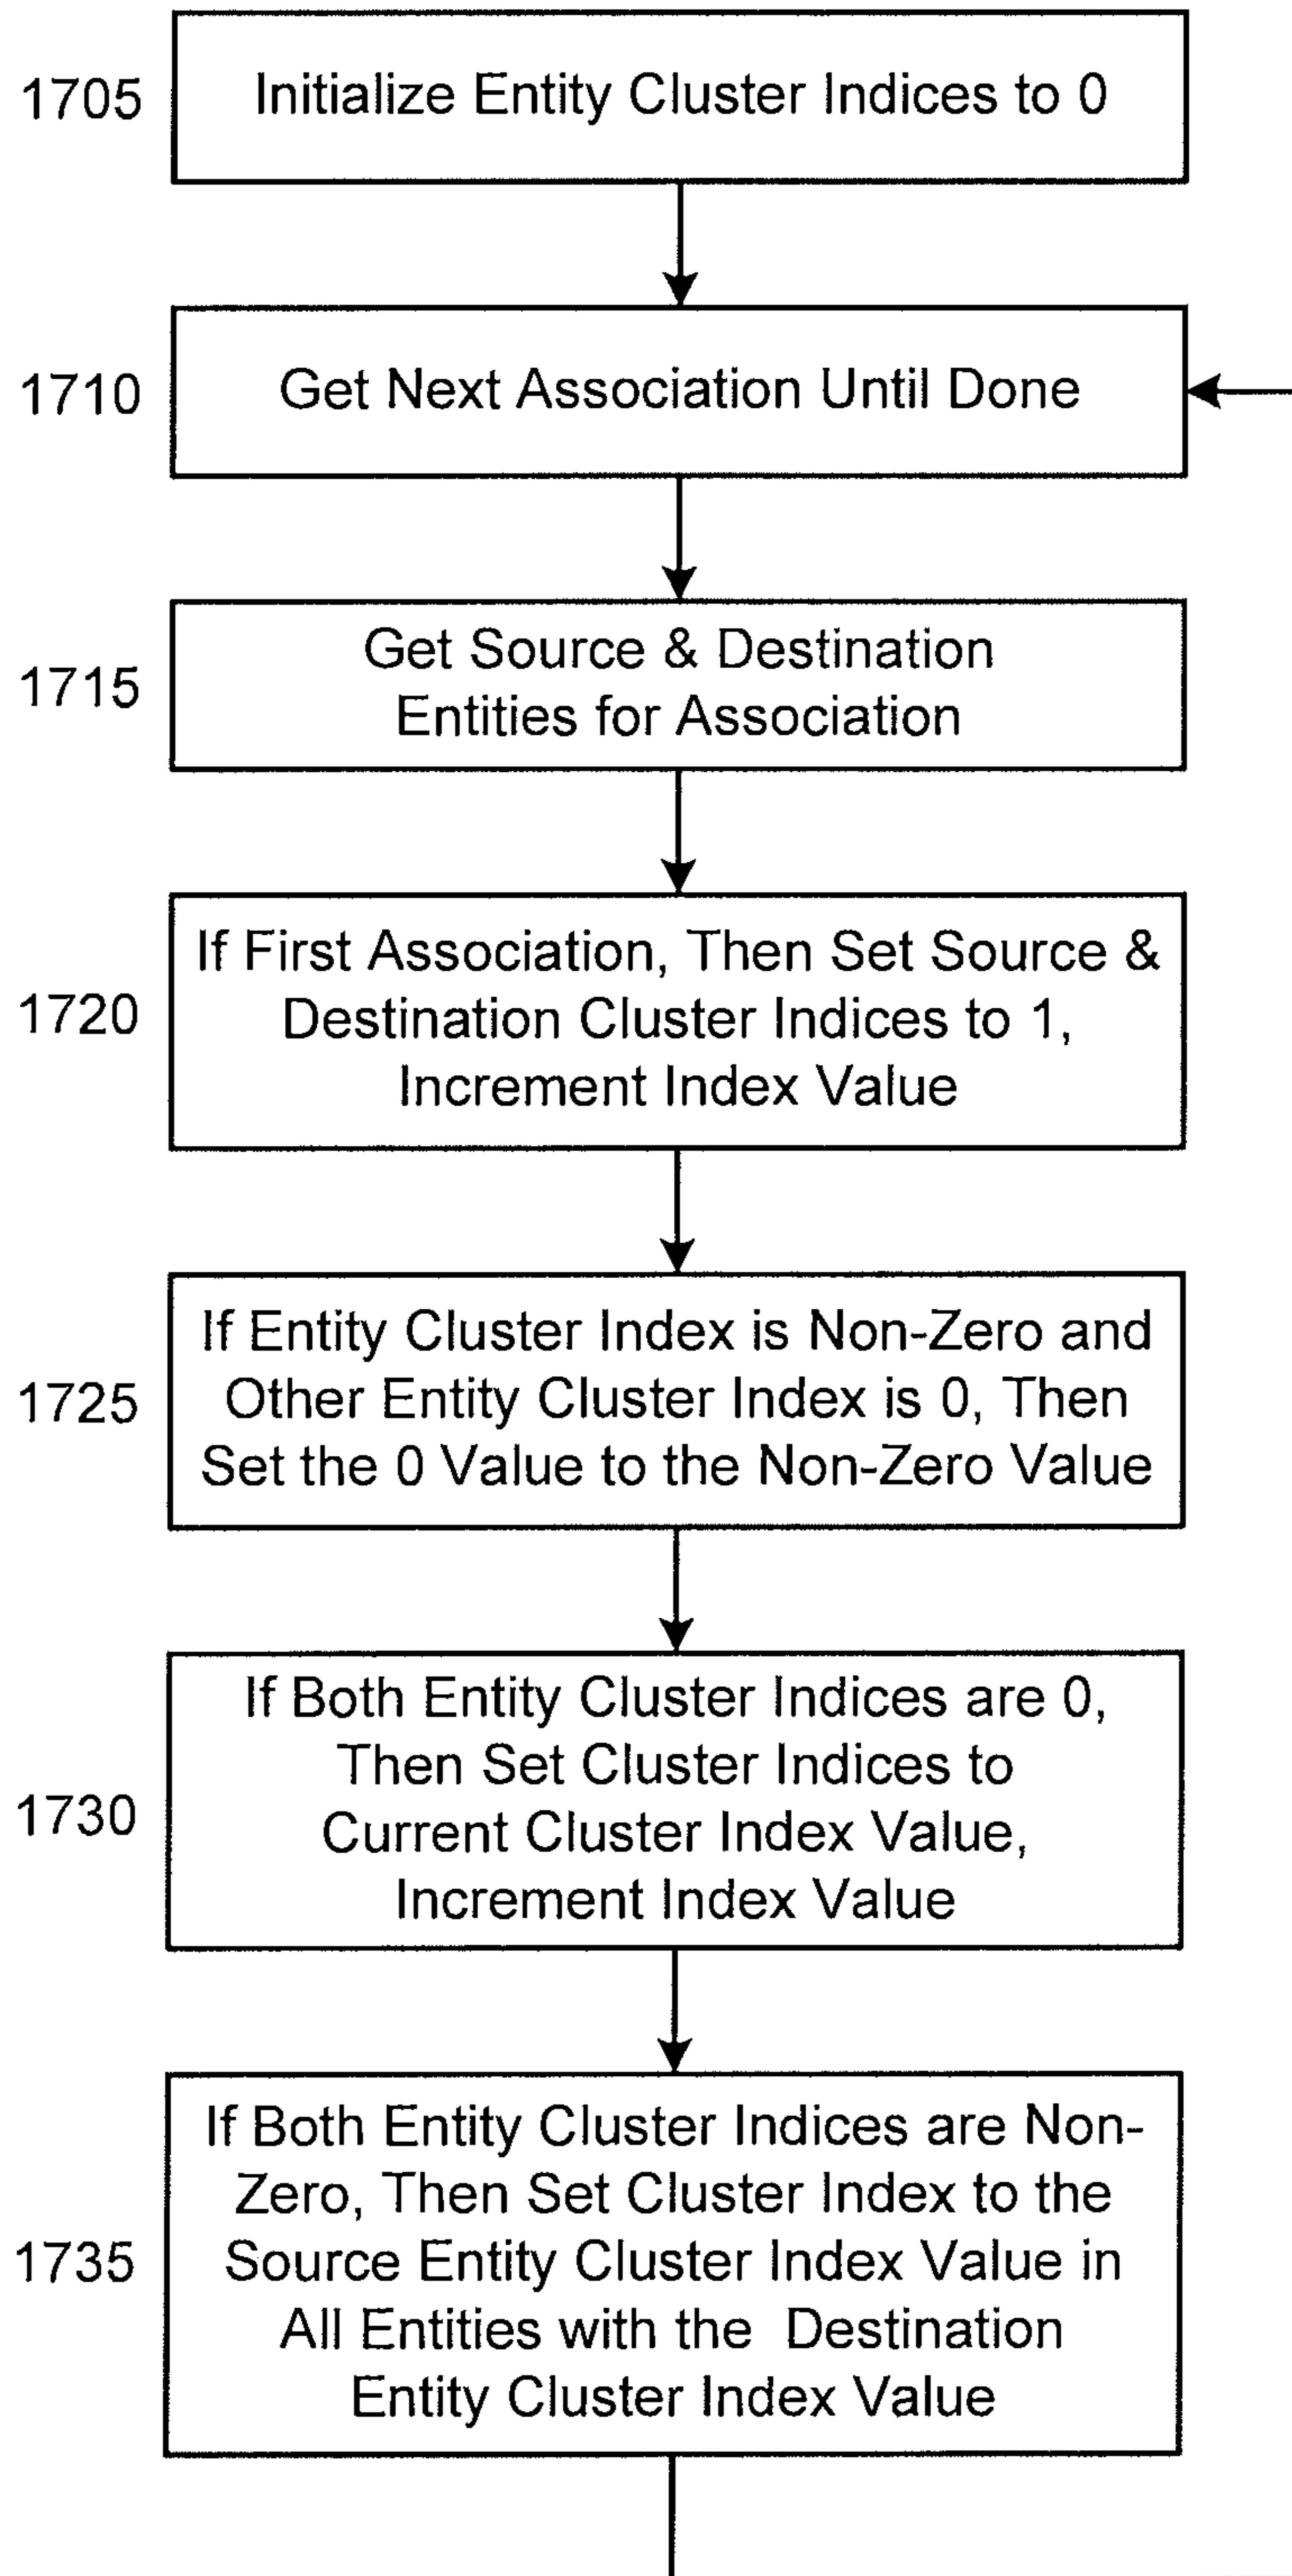 1705
Initialize Entity Cluster Indices to 0
1710
Get Next Association Until Done
1715
Get Source & Destination
Entities for Association
1720
If First Association, Then Set Source &
Destination Cluster Indices to 1,
Increment Index Value
1725
If Entity Cluster Index is Non-Zero and
Other Entity Cluster Index is 0, Then
Set the 0 Value to the Non-Zero Value
1730
If Both Entity Cluster Indices are 0,
Then Set Cluster Indices to
Current Cluster Index Value,
Increment Index Value
1735
If Both Entity Cluster Indices are Non-
Zero, Then Set Cluster Index to the
Source Entity Cluster Index Value in
All Entities with the Destination
Entity Cluster Index Value